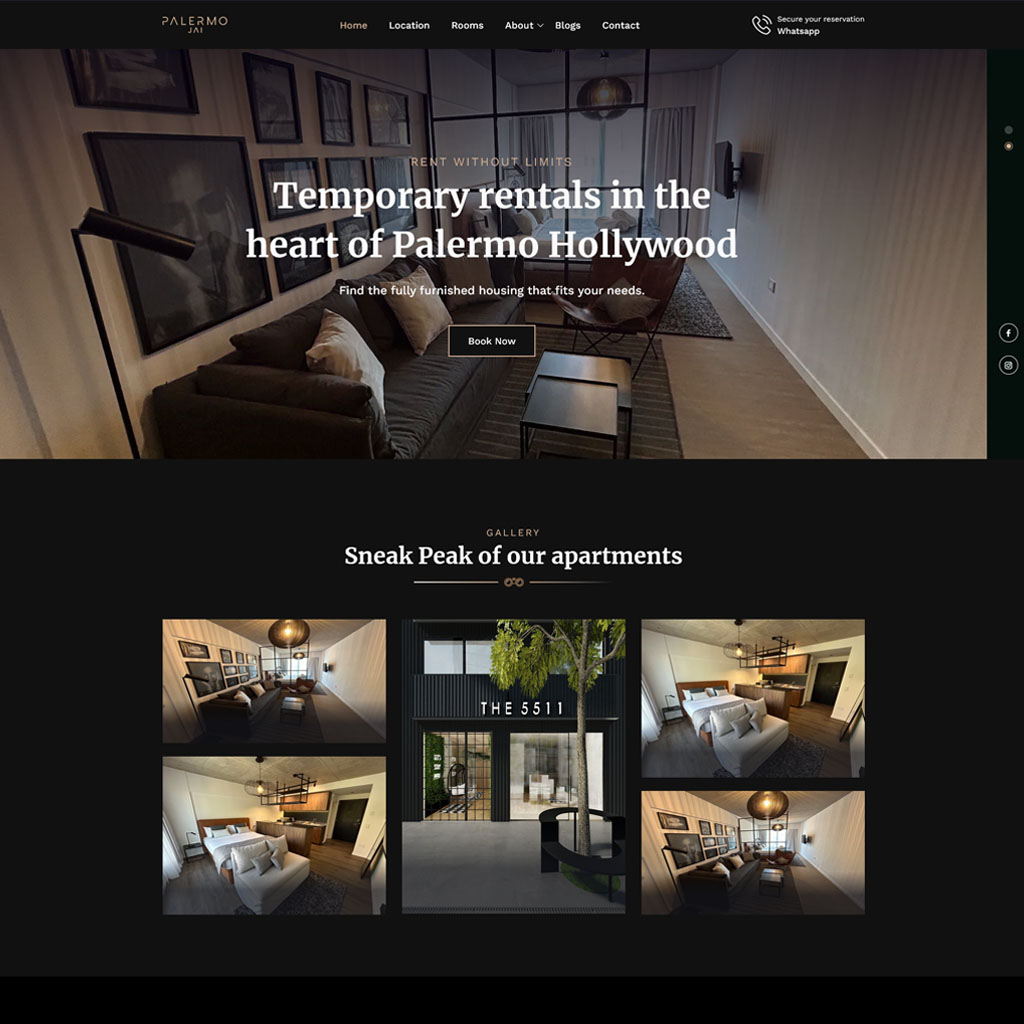 PALERMO
JAI
Home
Location
Rooms
About
Blogs
Contact
Secure your reservation
Whatsapp
RENT WITHOUT LIMITS
Temporary rentals in the
heart of Palermo Hollywood
Find the fully furnished housing that fits your needs.
Book Now
GALLERY
Sneak Peak of our apartments
THE 5511